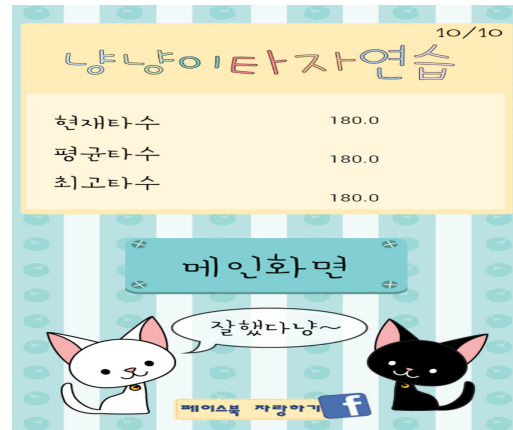 10/10
냥냥이타자연습
현재타수 180.0
평균타수 180.0
최고타수 180.0
메인화면
잘했다냥~
페이스북 자랑하기 f